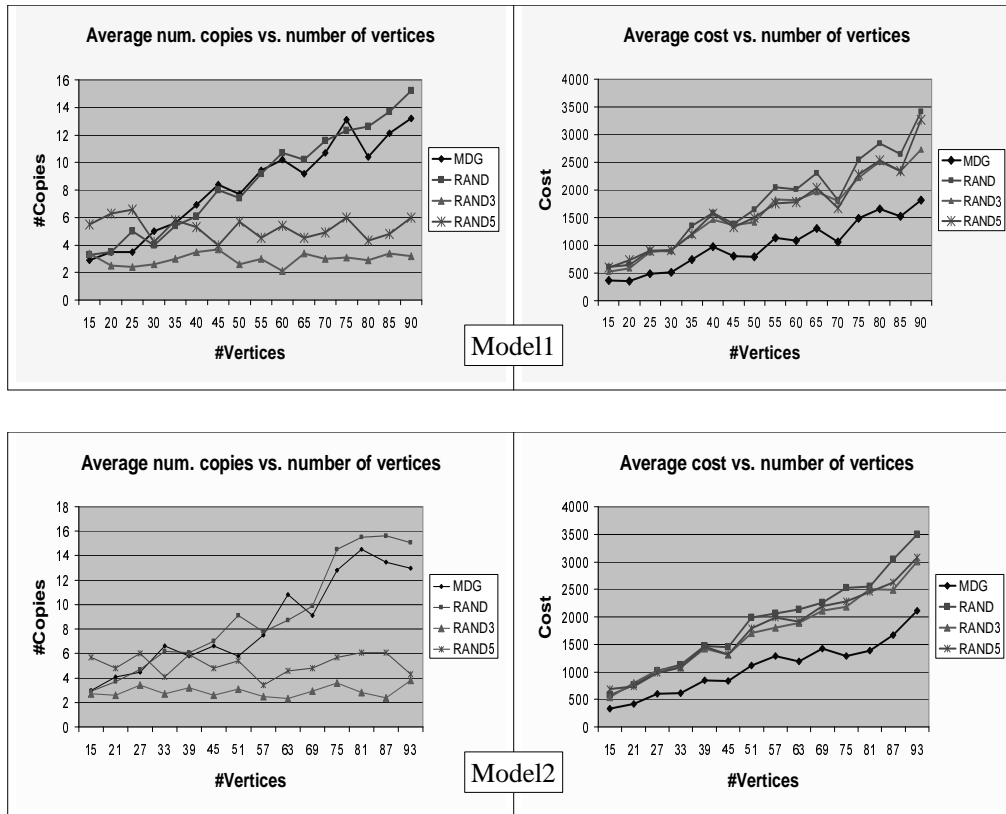 Average num. copies vs. number of vertices
16
14
12
10
8
6
4
2
0
#Copies
15 20 25 30 35 40 45 50 55 60 65 70 75 80 85 90
#Vertices
MDG
RAND
RAND3
RAND5
Average cost vs. number of vertices
4000
3500
3000
2500
2000
1500
1000
500
0
Cost
15 20 25 30 35 40 45 50 55 60 65 70 75 80 85 90
#Vertices
MDG
RAND
RAND3
RAND5
Model1
Average num. copies vs. number of vertices
18
16
14
12
10
8
6
4
2
0
#Copies
15 21 27 33 39 45 51 57 63 69 75 81 87 93
#Vertices
MDG
RAND
RAND3
RAND5
Average cost vs. number of vertices
4000
3500
3000
2500
2000
1500
1000
500
0
Cost
15 21 27 33 39 45 51 57 63 69 75 81 87 93
#Vertices
MDG
RAND
RAND3
RAND5
Model2